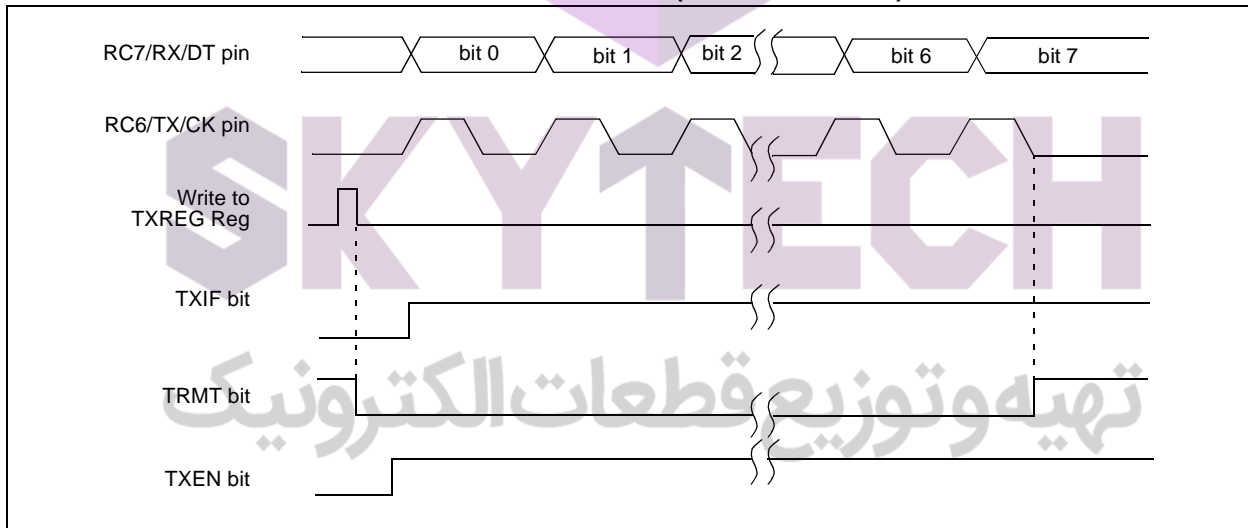 RC7/RX/DT pin
bit 0
bit 1
bit 2
bit 6
bit 7
RC6/TX/CK pin
Write to
TXREG Reg
TXIF bit
TRMT bit
TXEN bit
SKYTECH
تهیه و توزیع قطعات الکترونیک